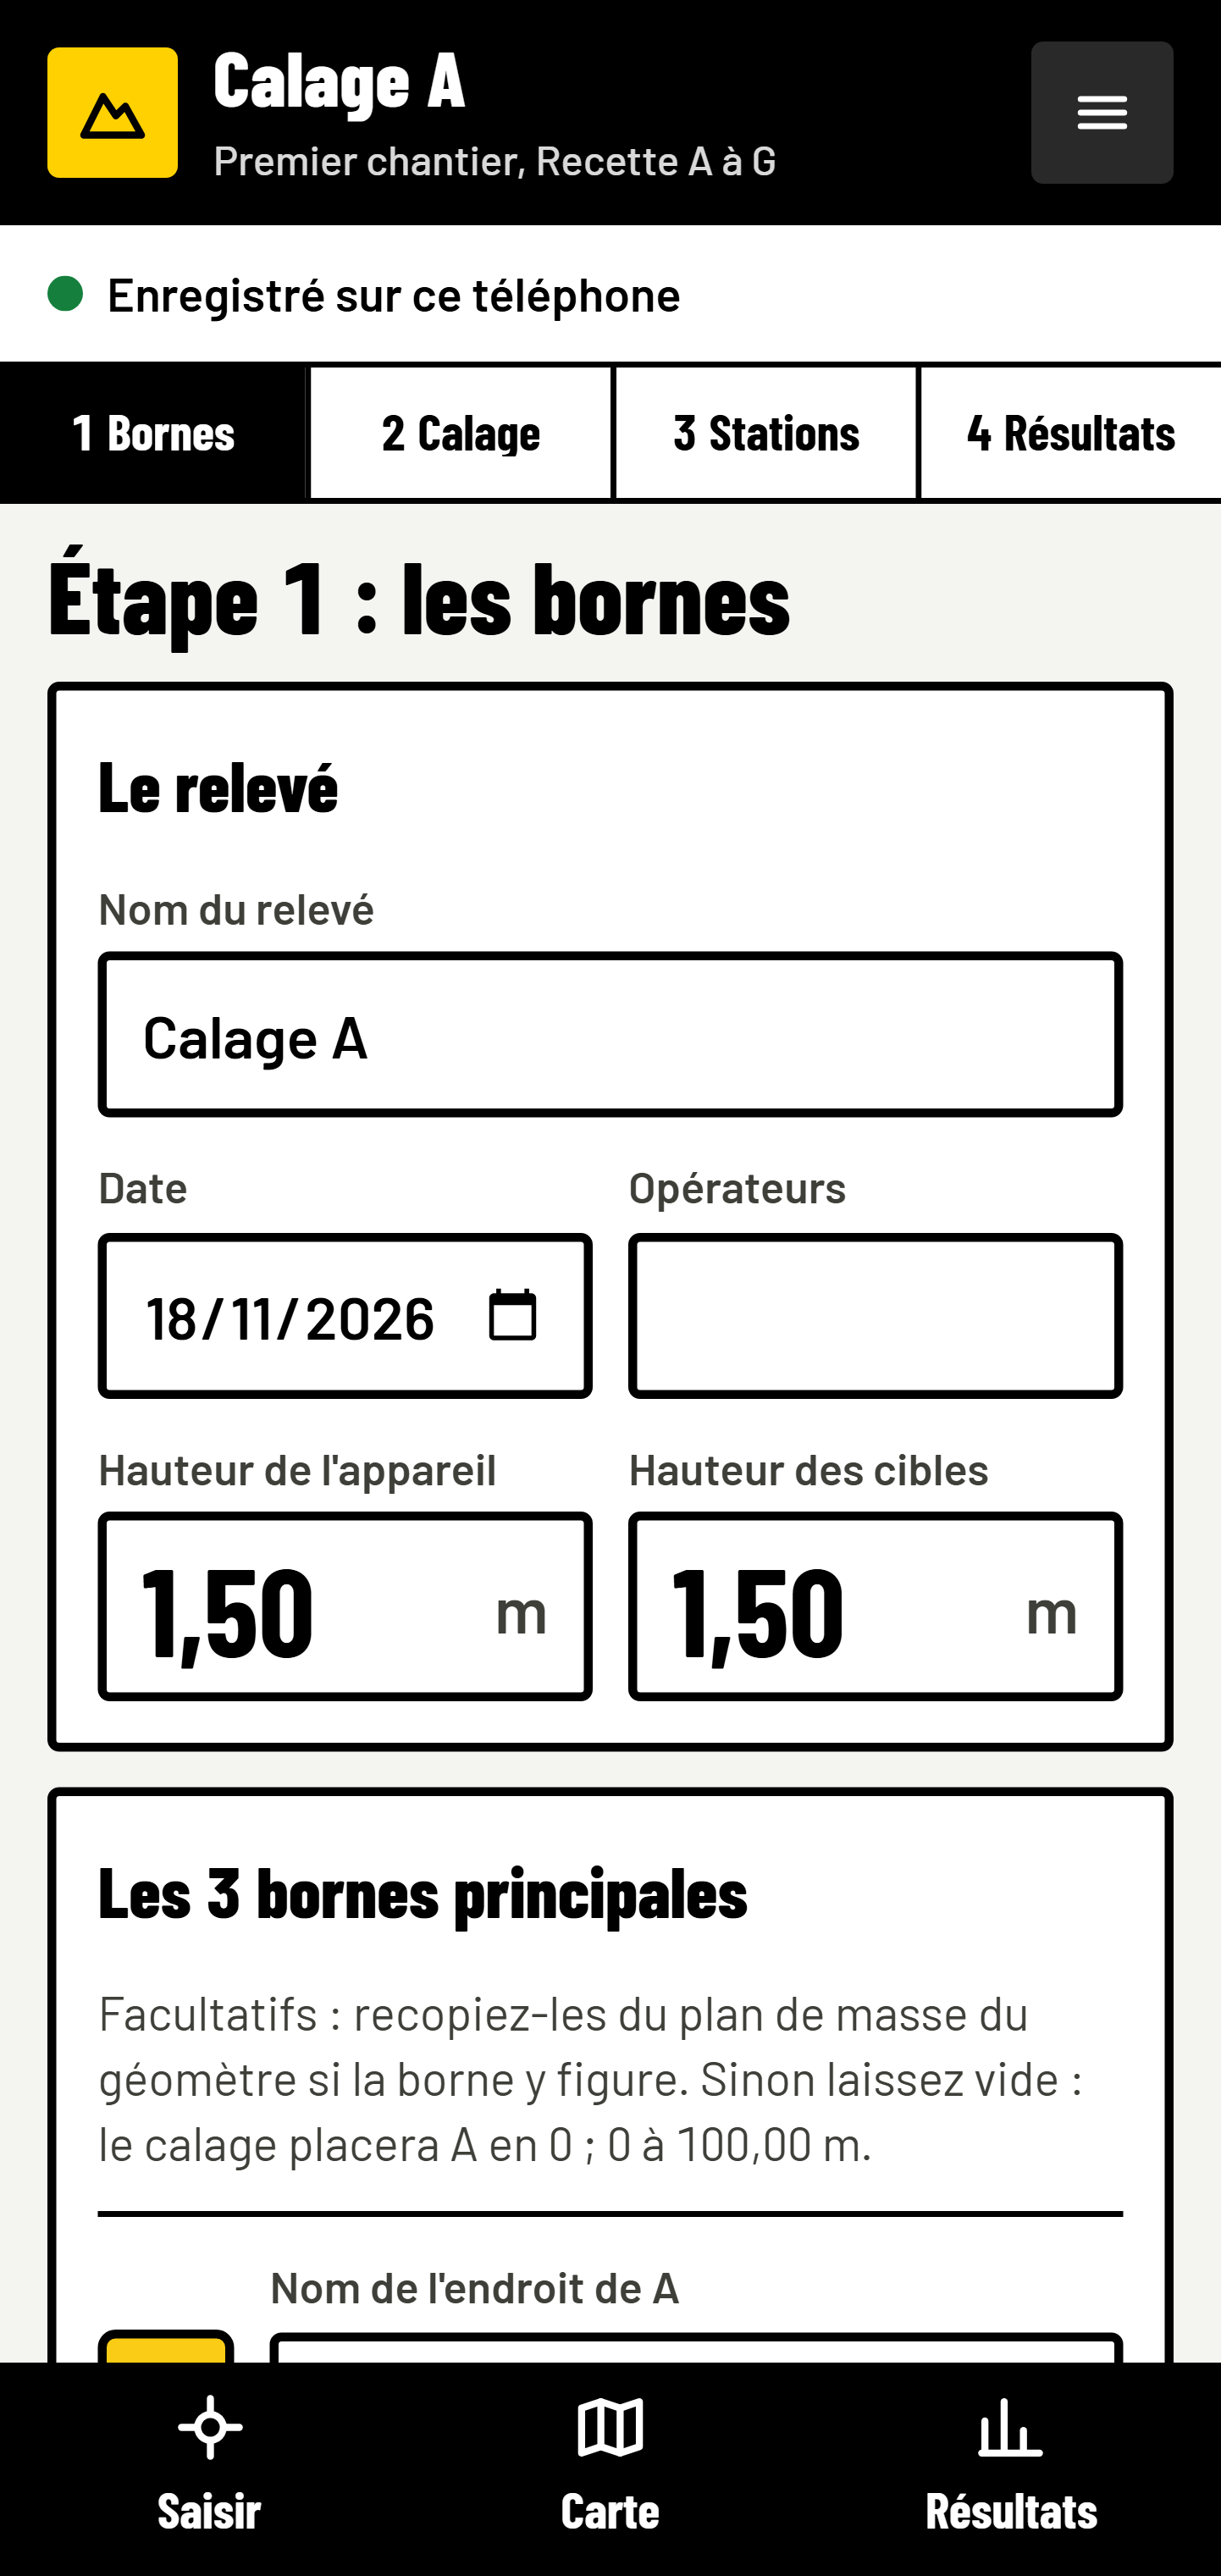 Calage A
Premier chantier, Recette A à G
Enregistré sur ce téléphone
1 Bornes
2 Calage
3 Stations
4 Résultats
Étape 1 : les bornes
Le relevé
Nom du relevé
Calage A
Date
Opérateurs
18/11/2026
Hauteur de l'appareil
Hauteur des cibles
1,50 m
1,50 m
Les 3 bornes principales
Facultatifs : recopiez-les du plan de masse du
géomètre si la borne y figure. Sinon laissez vide :
le calage placera A en 0 ; 0 à 100,00 m.
Nom de l'endroit de A
Saisir
Carte
Résultats